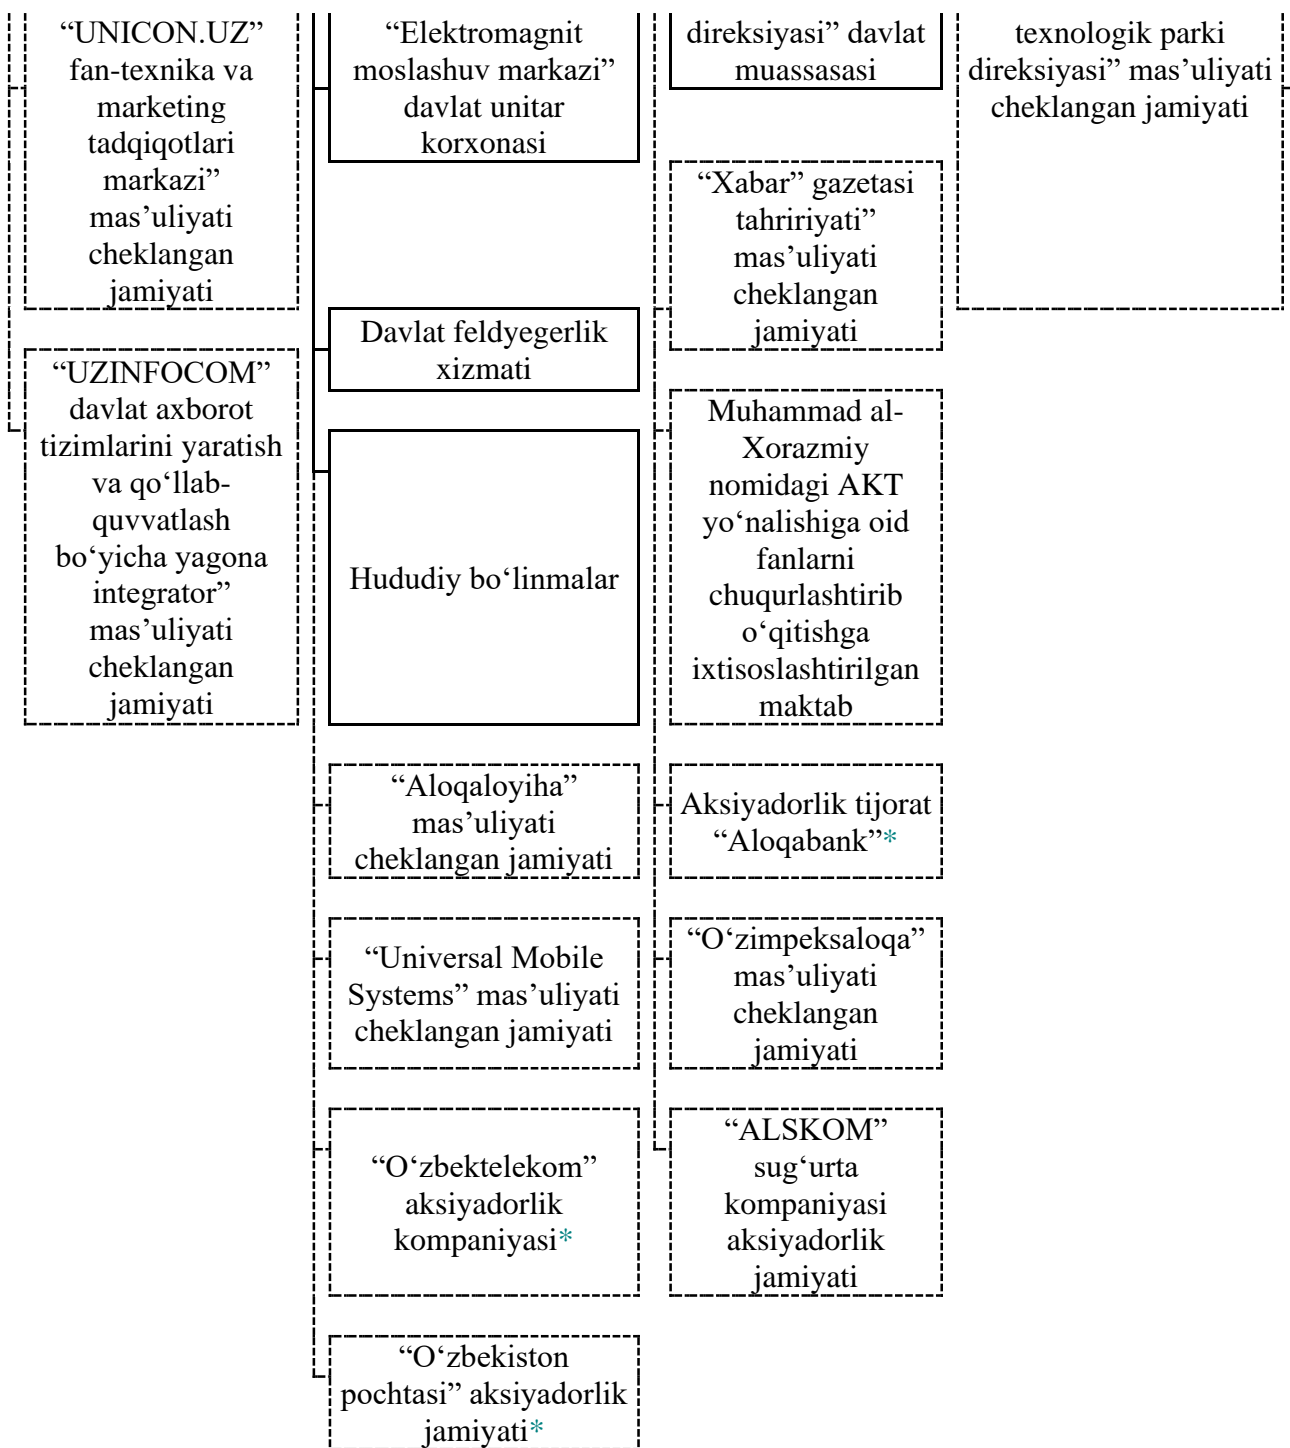 “UNICON.UZ”
fan-texnika va
marketing
tadqiqotlari
markazi”
mas’uliyati
cheklangan
jamiyati
“UZINFOCOM”
davlat axborot
tizimlarini yaratish
va qo‘llab-
quvvatlash
bo‘yicha yagona
integrator”
mas’uliyati
cheklangan
jamiyati
“Elektromagnit
moslashuv markazi”
davlat unitar
korxonasi
Davlat feldyegerlik
xizmati
Hududiy bo‘linmalar
“Aloqaloyiha”
mas’uliyati
cheklangan jamiyati
“Universal Mobile
Systems” mas’uliyati
cheklangan jamiyati
“O‘zbektelekom”
aksiyadorlik
kompaniyasi*
“O‘zbekiston
pochtasi” aksiyadorlik
jamiyati*
direksiyasi” davlat
muassasasi
“Xabar” gazetasi
tahririyati”
mas’uliyati
cheklangan
jamiyati
Muhammad al-
Xorazmiy
nomidagi AKT
yo‘nalishiga oid
fanlarni
chuqurlashtirib
o‘qitishga
ixtisoslashtirilgan
maktab
Aksiyadorlik tijorat
“Aloqabank”*
“O‘zimpeksaloqa”
mas’uliyati
cheklangan
jamiyati
“ALSKOM”
sug‘urta
kompaniyasi
aksiyadorlik
jamiyati
texnologik parki
direksiyasi” mas’uliyati
cheklangan jamiyati